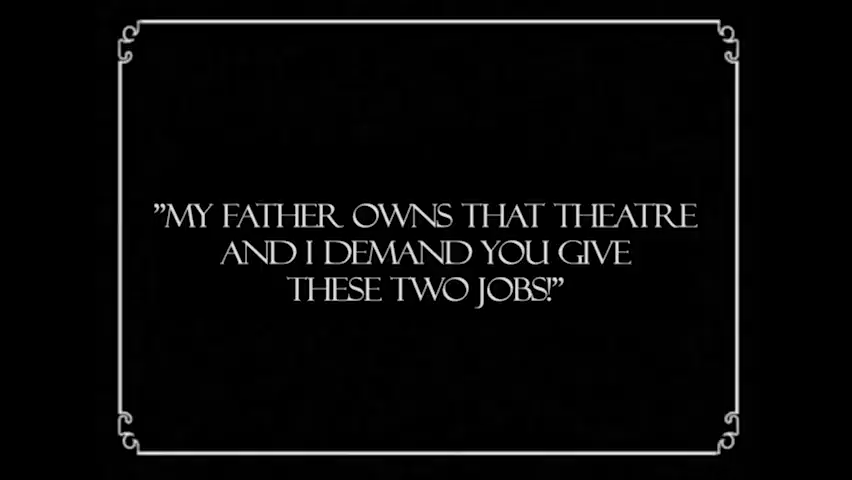 "MY FATHER OWNS THAT THEATRE
AND I DEMAND YOU GIVE
THESE TWO JOBS!"